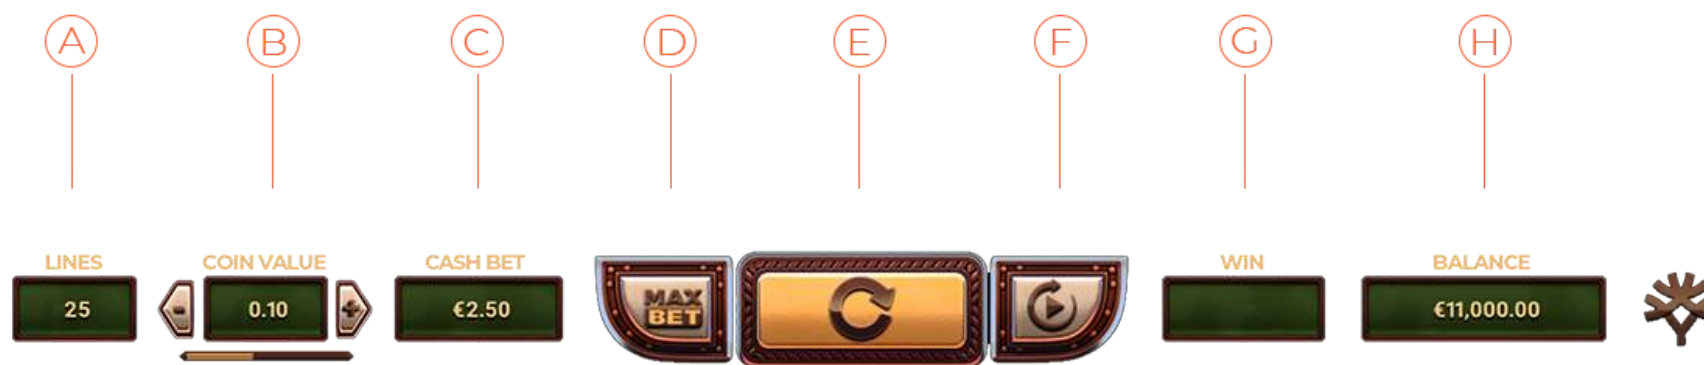 A B C D E F G H
LINES COIN VALUE CASH BET WIN BALANCE
25 - 0.10 + €2.50 MAX BET €11,000.00